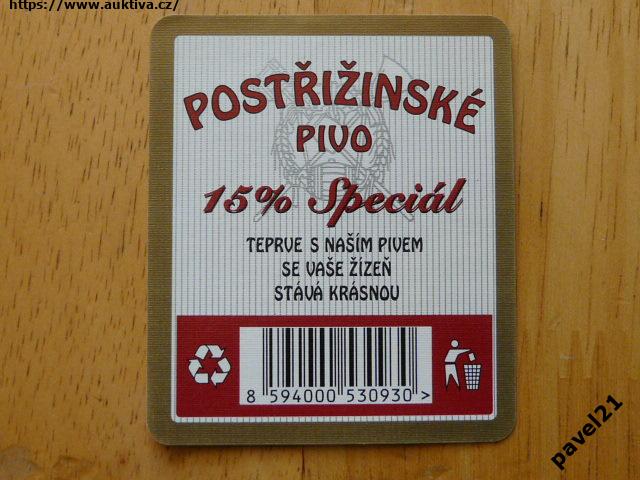 https://www.auktiva.cz/
POSTŘIŽINSKÉ
PIVO
15% Speciál
TEPRVE S NAŠÍM PIVEM
SE VAŠE ŽÍZEŇ
STÁVÁ KRÁSNOU
8 594000 530930 >
pavel21